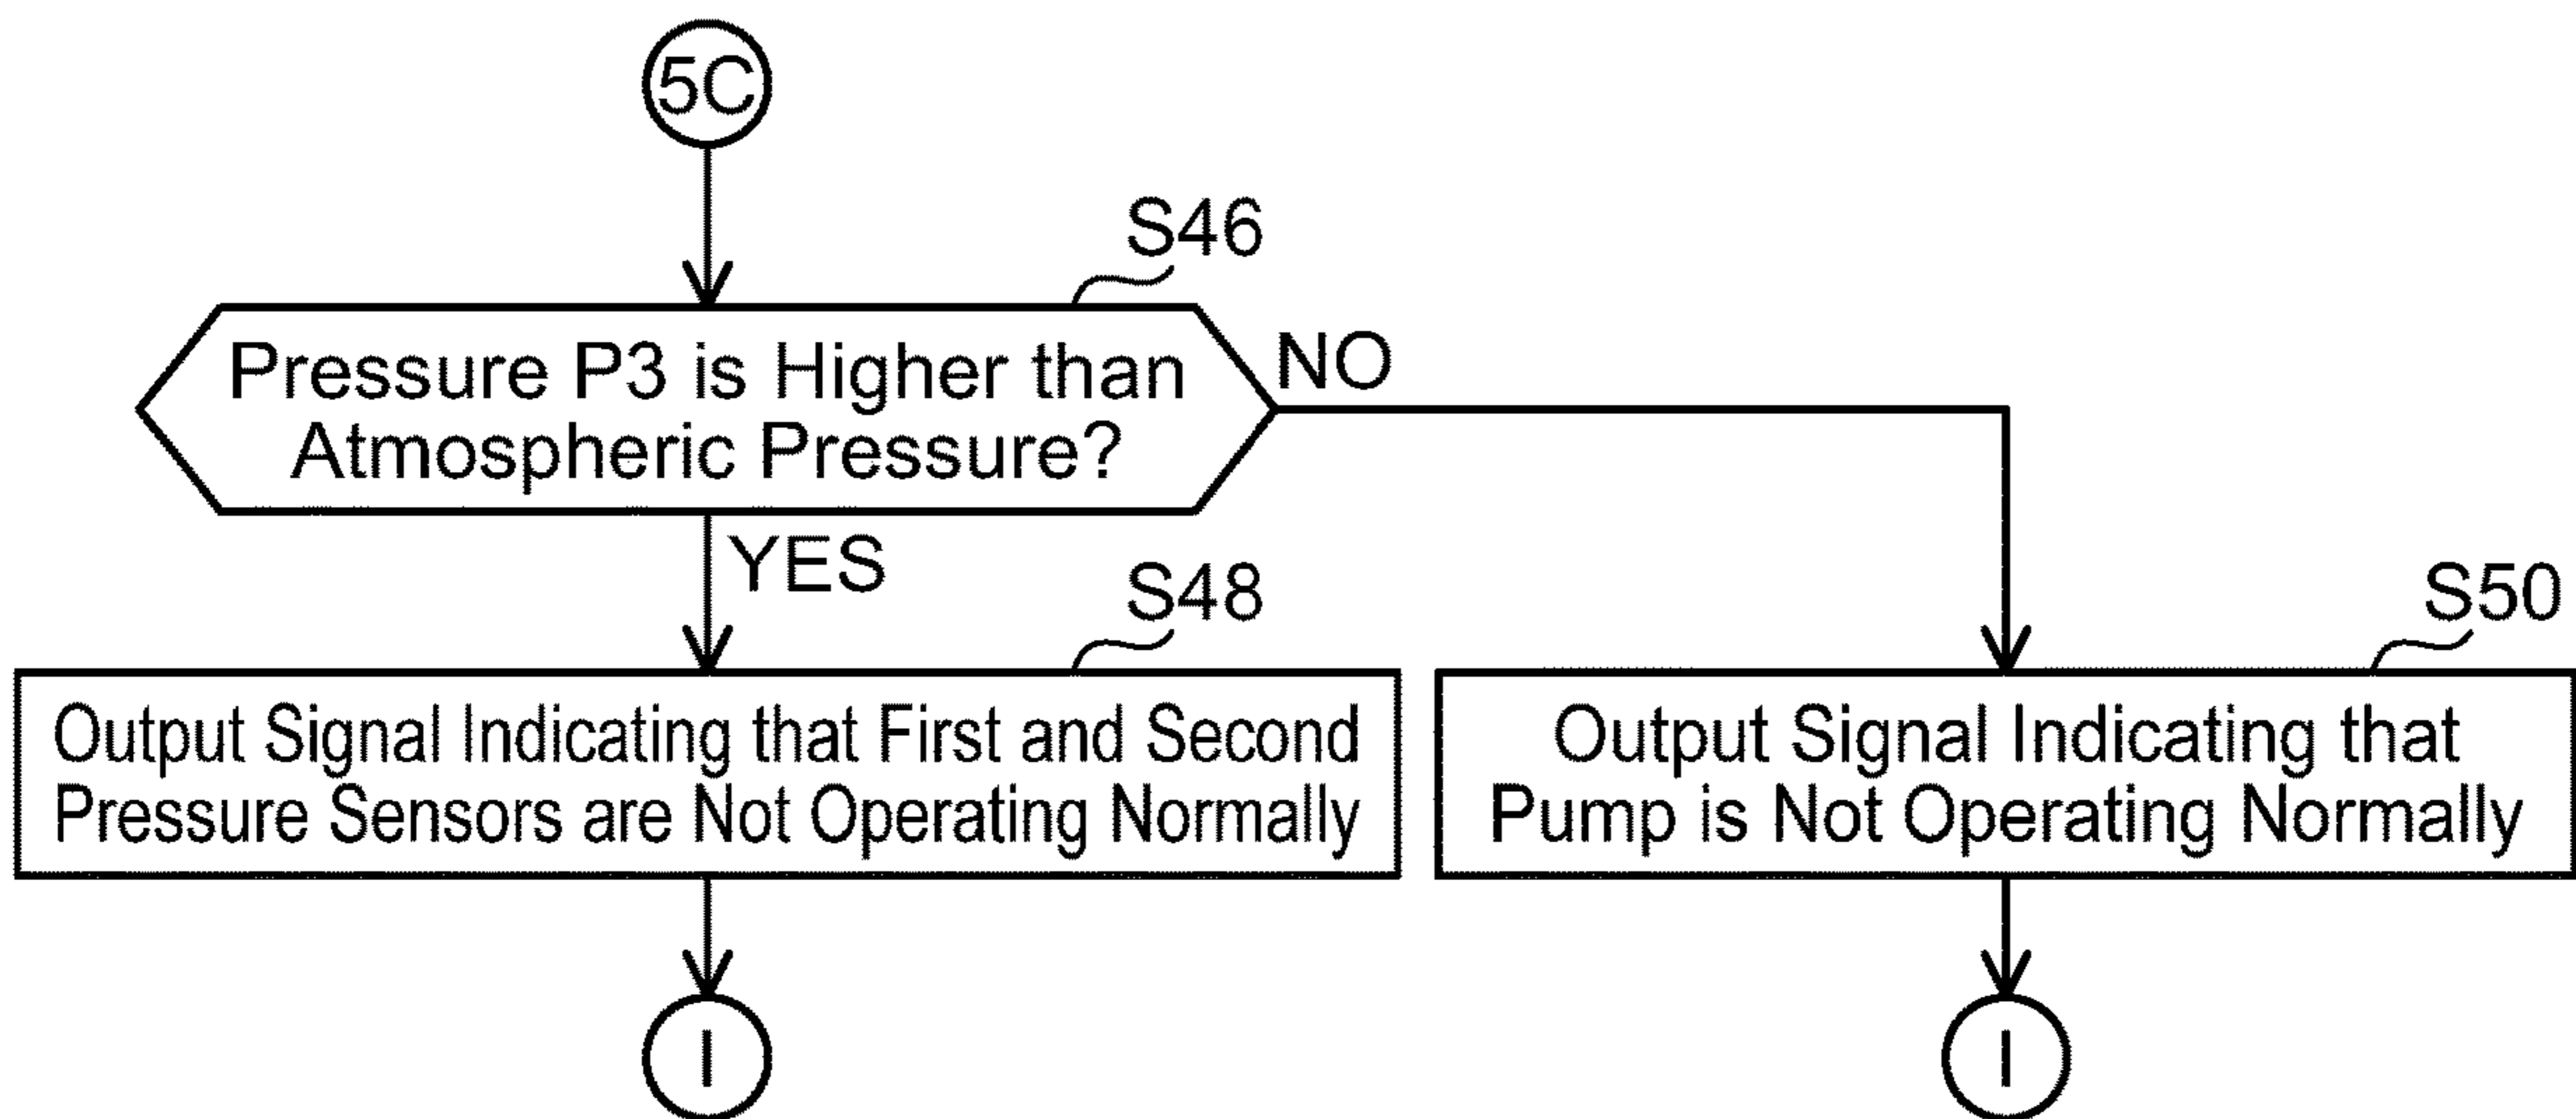 5C
S46
Pressure P3 is Higher than
Atmospheric Pressure?
NO
YES
S48
Output Signal Indicating that First and Second
Pressure Sensors are Not Operating Normally
S50
Output Signal Indicating that
Pump is Not Operating Normally
I
I